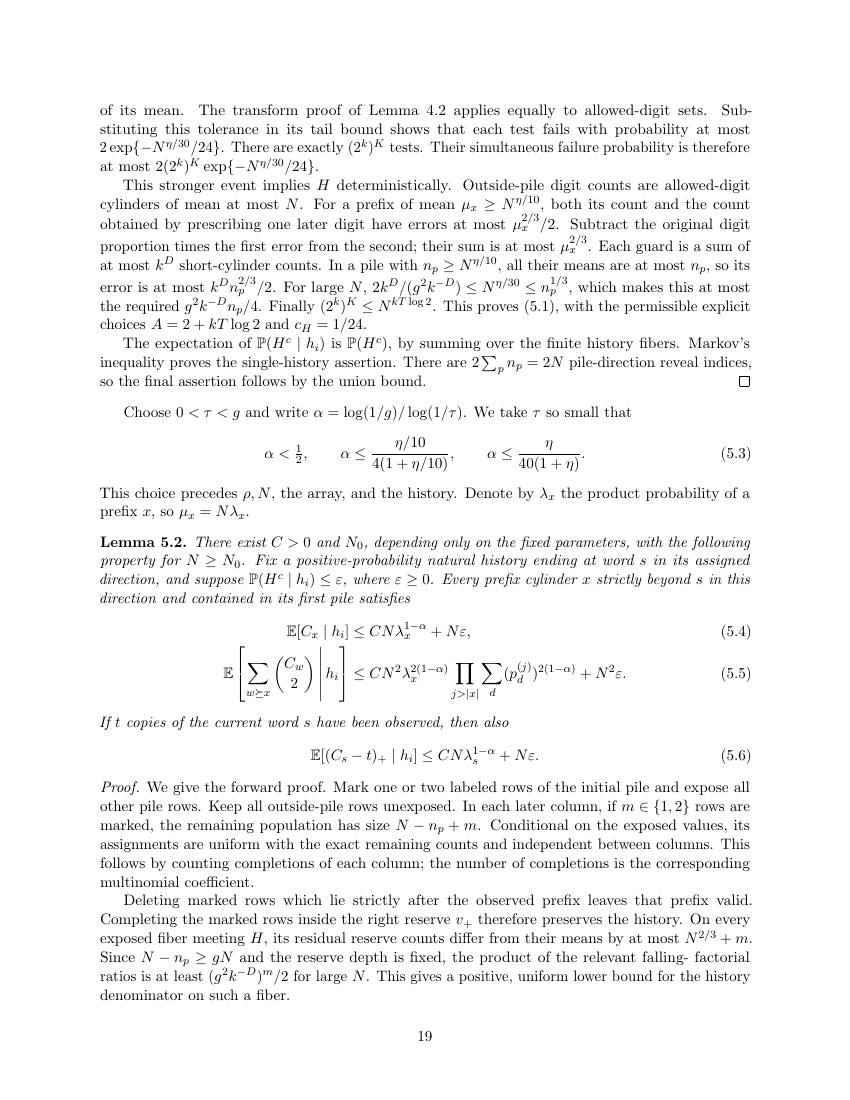 of its mean. The transform proof of Lemma 4.2 applies equally to allowed-digit sets. Sub-
stituting this tolerance in its tail bound shows that each test fails with probability at most
2 exp{−N^{η/30}/24}. There are exactly (2^k)^K tests. Their simultaneous failure probability is therefore
at most 2(2^k)^K exp{−N^{η/30}/24}.
This stronger event implies H deterministically. Outside-pile digit counts are allowed-digit
cylinders of mean at most N. For a prefix of mean μ_x ≥ N^{η/10}, both its count and the count
obtained by prescribing one later digit have errors at most μ_x^{2/3}/2. Subtract the original digit
proportion times the first error from the second; their sum is at most μ_x^{2/3}. Each guard is a sum of
at most k^D short-cylinder counts. In a pile with n_p ≥ N^{η/10}, all their means are at most n_p, so its
error is at most k^D n_p^{2/3}/2. For large N, 2k^D/(g^2k^{−D}) ≤ N^{η/30} ≤ n_p^{1/3}, which makes this at most
the required g^2k^{−D}n_p/4. Finally (2^k)^K ≤ N^{kT log 2}. This proves (5.1), with the permissible explicit
choices A = 2 + kT log 2 and c_H = 1/24.
The expectation of ℙ(H^c | h_i) is ℙ(H^c), by summing over the finite history fibers. Markov's
inequality proves the single-history assertion. There are 2 ∑_p n_p = 2N pile-direction reveal indices,
so the final assertion follows by the union bound. □
Choose 0 < τ < g and write α = log(1/g)/ log(1/τ). We take τ so small that
α < 1/2, α ≤ (η/10)/(4(1 + η/10)), α ≤ η/(40(1 + η)). (5.3)
This choice precedes ρ, N, the array, and the history. Denote by λ_x the product probability of a
prefix x, so μ_x = Nλ_x.
Lemma 5.2. There exist C > 0 and N_0, depending only on the fixed parameters, with the following
property for N ≥ N_0. Fix a positive-probability natural history ending at word s in its assigned
direction, and suppose ℙ(H^c | h_i) ≤ ε, where ε ≥ 0. Every prefix cylinder x strictly beyond s in this
direction and contained in its first pile satisfies
𝔼[C_x | h_i] ≤ CNλ_x^{1−α} + Nε, (5.4)
𝔼[∑_{w⪰x} \binom{C_w}{2} | h_i] ≤ CN^2λ_x^{2(1−α)} ∏_{j>|x|} ∑_d (p_d^{(j)})^{2(1−α)} + N^2ε. (5.5)
If t copies of the current word s have been observed, then also
𝔼[(C_s − t)_+ | h_i] ≤ CNλ_s^{1−α} + Nε. (5.6)
Proof. We give the forward proof. Mark one or two labeled rows of the initial pile and expose all
other pile rows. Keep all outside-pile rows unexposed. In each later column, if m ∈ {1, 2} rows are
marked, the remaining population has size N − n_p + m. Conditional on the exposed values, its
assignments are uniform with the exact remaining counts and independent between columns. This
follows by counting completions of each column; the number of completions is the corresponding
multinomial coefficient.
Deleting marked rows which lie strictly after the observed prefix leaves that prefix valid.
Completing the marked rows inside the right reserve v_+ therefore preserves the history. On every
exposed fiber meeting H, its residual reserve counts differ from their means by at most N^{2/3} + m.
Since N − n_p ≥ gN and the reserve depth is fixed, the product of the relevant falling- factorial
ratios is at least (g^2k^{−D})^m/2 for large N. This gives a positive, uniform lower bound for the history
denominator on such a fiber.
19